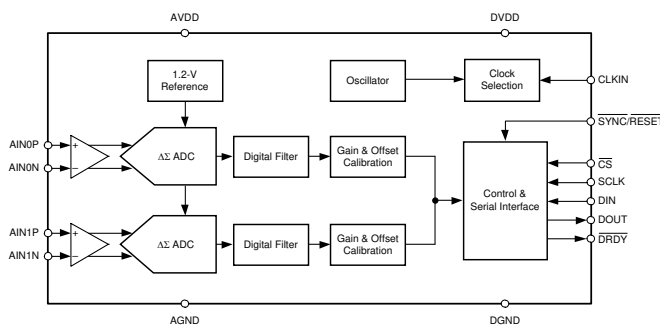 AVDD
DVDD
1.2-V
Reference
Oscillator
Clock
Selection
CLKIN
SYNC/RESET
AIN0P
+
AIN0N
−
ΔΣ ADC
Digital Filter
Gain & Offset
Calibration
Control &
Serial Interface
CS
SCLK
DIN
DOUT
DRDY
AIN1P
+
AIN1N
−
ΔΣ ADC
Digital Filter
Gain & Offset
Calibration
AGND
DGND